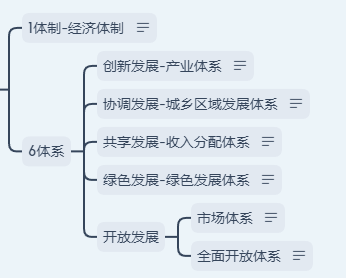 1体制-经济体制
创新发展-产业体系
协调发展-城乡区域发展体系
共享发展-收入分配体系
6体系
绿色发展-绿色发展体系
市场体系
开放发展
全面开放体系